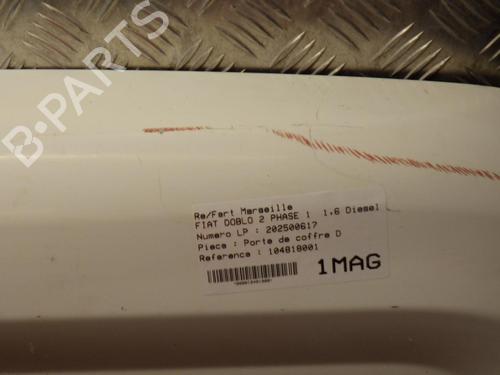 B-PARTS
Re/Fert Marseille
FIAT DOBLO 2 PHASE 1 1.6 Diesel
Numero LP : 202500617
Piece : Porte de coffre D
Reference : 104818001
1MAG